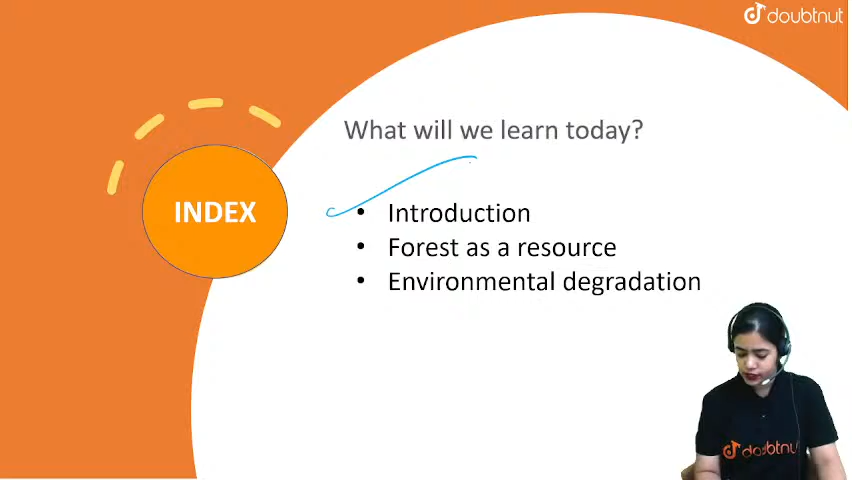 doubtnut
What will we learn today?
INDEX
• Introduction
• Forest as a resource
• Environmental degradation
doubtnut